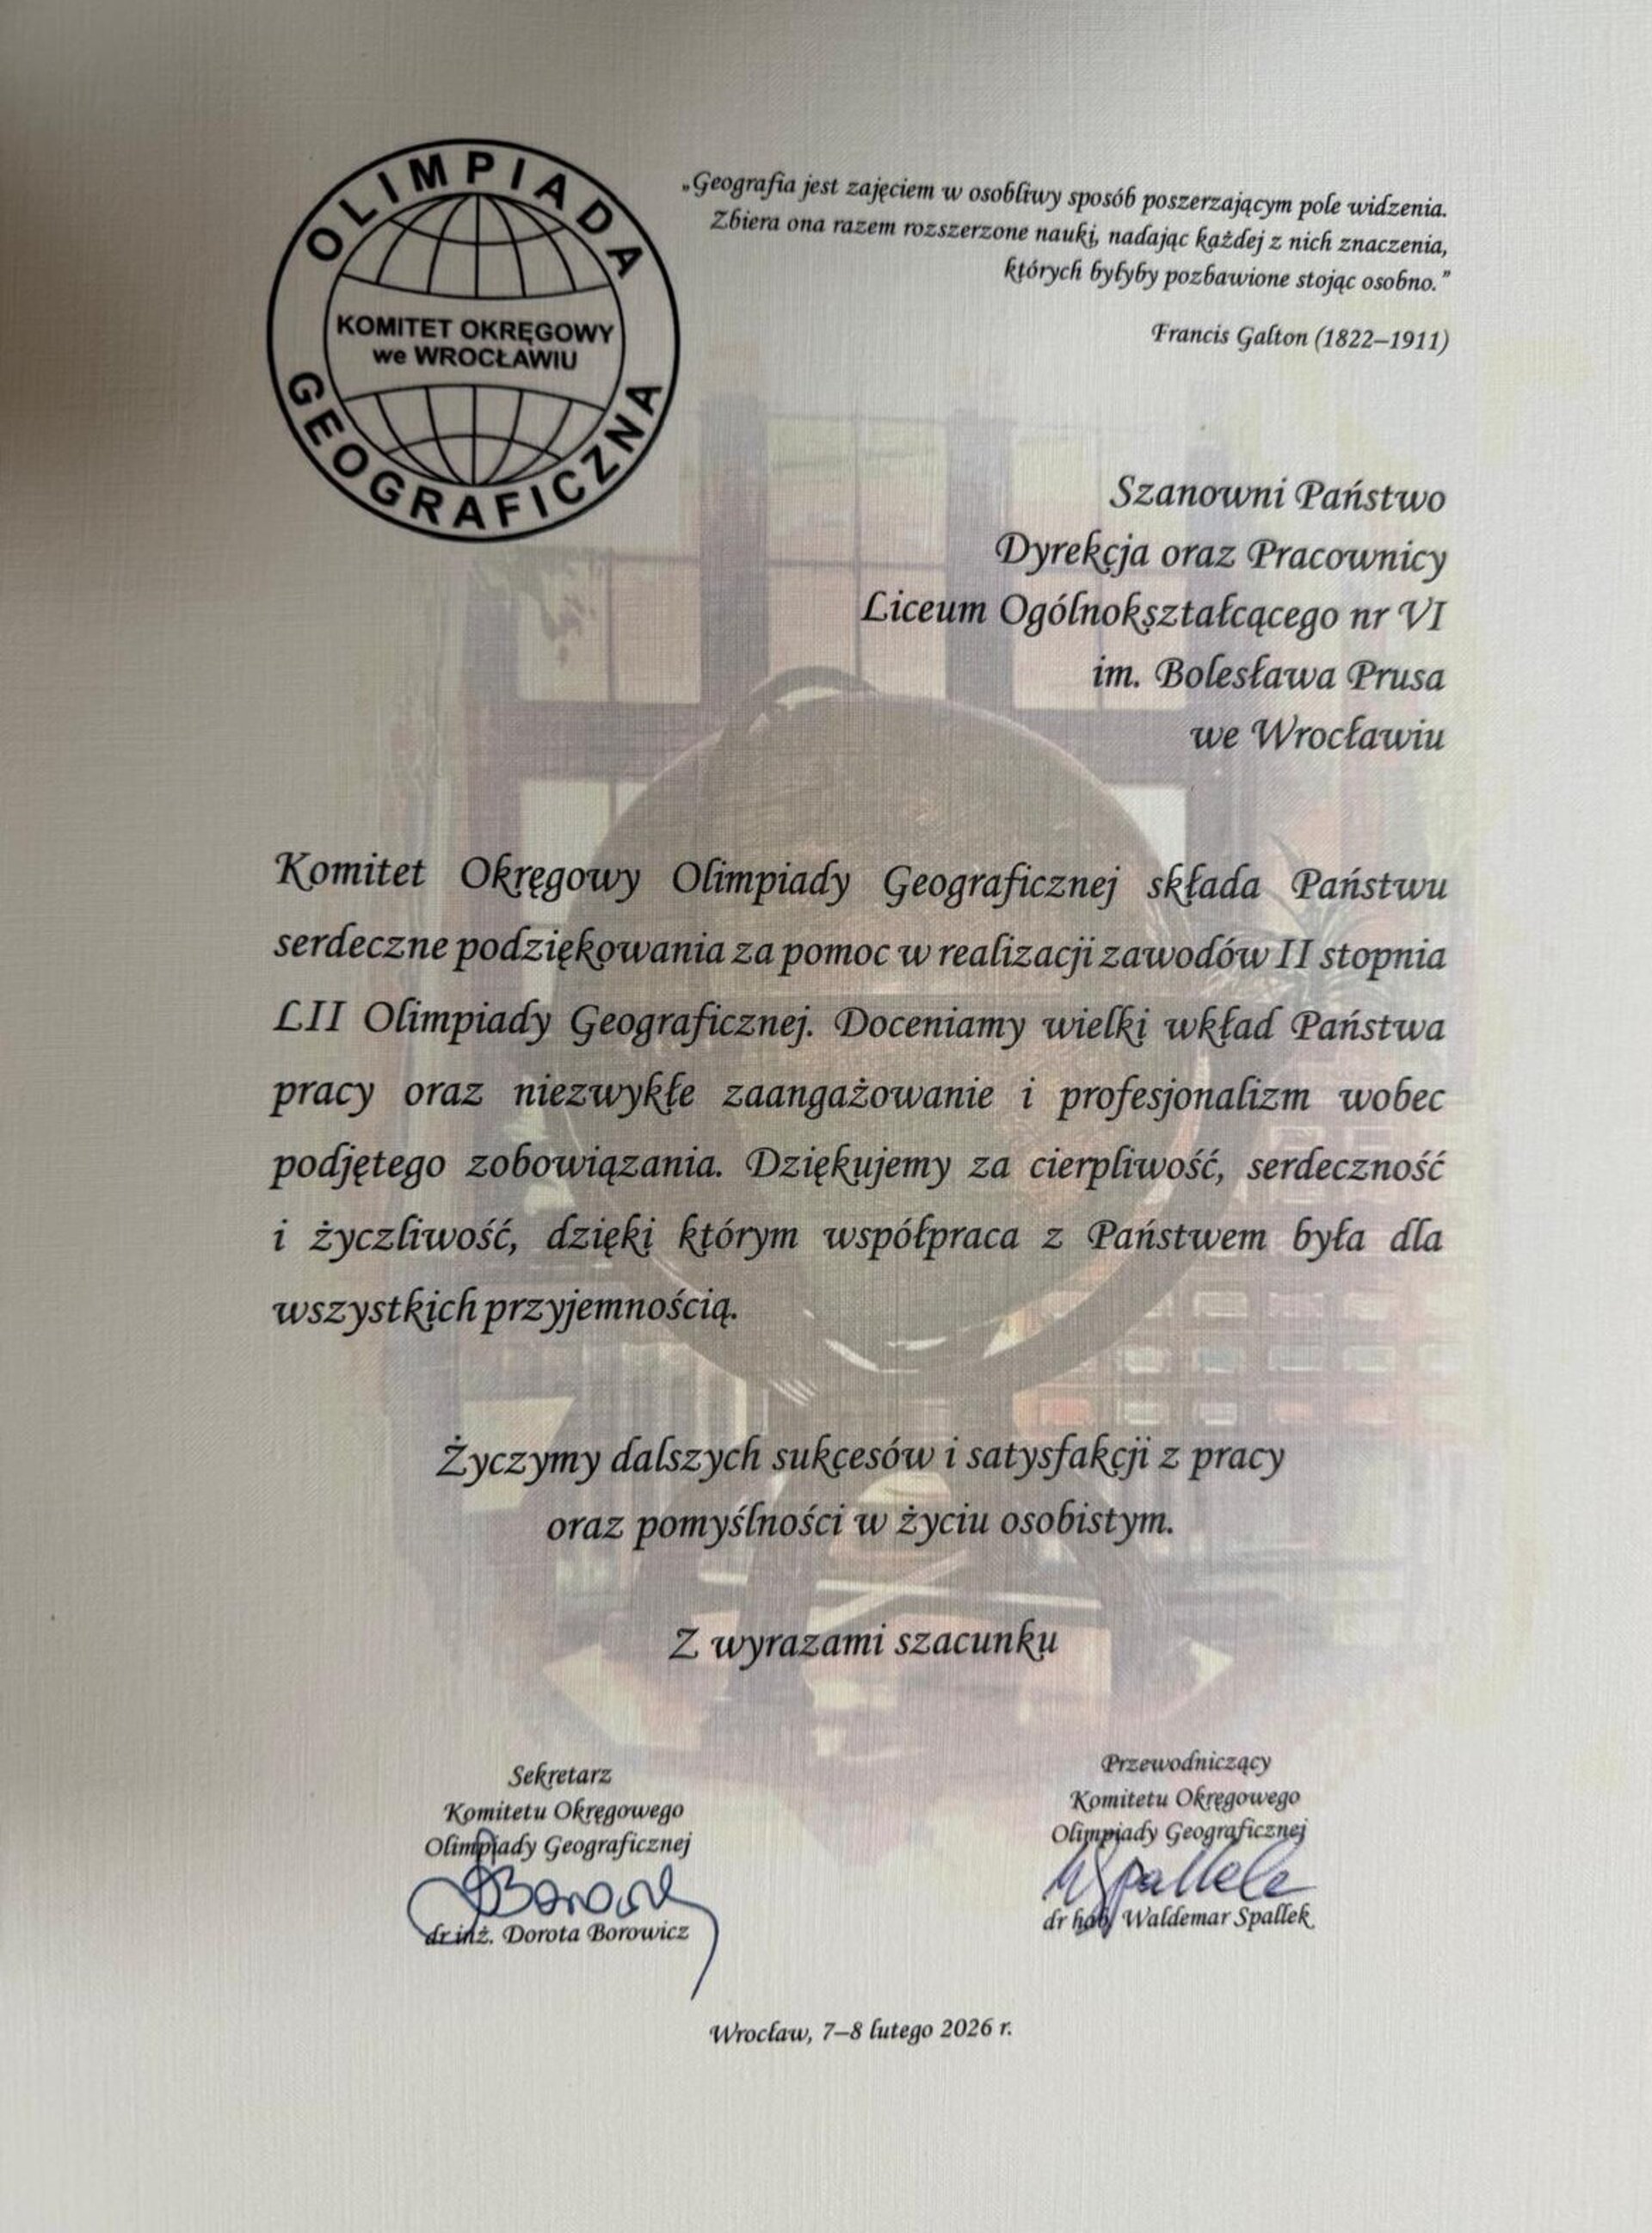 OLIMPIADA
KOMITET OKRĘGOWY
we WROCŁAWIU
GEOGRAFICZNA
„Geografia jest zajęciem w osobliwy sposób poszerzającym pole widzenia.
Zbiera ona razem rozszerzone nauki, nadając każdej z nich znaczenia,
których byłyby pozbawione stojąc osobno.”
Francis Galton (1822–1911)
Szanowni Państwo
Dyrekcja oraz Pracownicy
Liceum Ogólnokształcącego nr VI
im. Bolesława Prusa
we Wrocławiu
Komitet Okręgowy Olimpiady Geograficznej składa Państwu
serdeczne podziękowania za pomoc w realizacji zawodów II stopnia
LII Olimpiady Geograficznej. Doceniamy wielki wkład Państwa
pracy oraz niezwykłe zaangażowanie i profesjonalizm wobec
podjętego zobowiązania. Dziękujemy za cierpliwość, serdeczność
i życzliwość, dzięki którym współpraca z Państwem była dla
wszystkich przyjemnością.
Życzymy dalszych sukcesów i satysfakcji z pracy
oraz pomyślności w życiu osobistym.
Z wyrazami szacunku
Sekretarz
Komitetu Okręgowego
Olimpiady Geograficznej
dr inż. Dorota Borowicz
Przewodniczący
Komitetu Okręgowego
Olimpiady Geograficznej
WSpallek
dr hab. Waldemar Spallek
Wrocław, 7–8 lutego 2026 r.